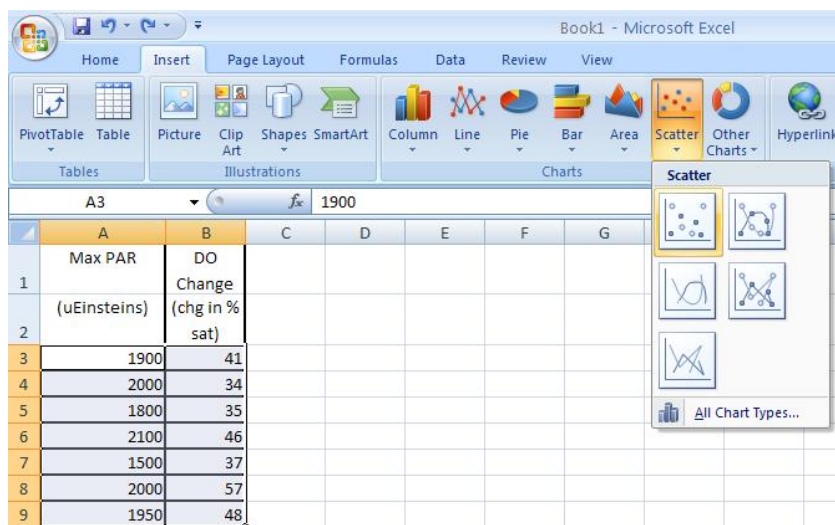 Book1 - Microsoft Excel
Home Insert Page Layout Formulas Data Review View
PivotTable Table Picture Clip Art Shapes SmartArt Column Line Pie Bar Area Scatter Other Charts Hyperlink
Tables Illustrations Charts
Scatter
A3 fx 1900
A B C D E F G
1 Max PAR DO Change
2 (uEinsteins) (chg in % sat)
3 1900 41
4 2000 34
5 1800 35
All Chart Types...
6 2100 46
7 1500 37
8 2000 57
9 1950 48